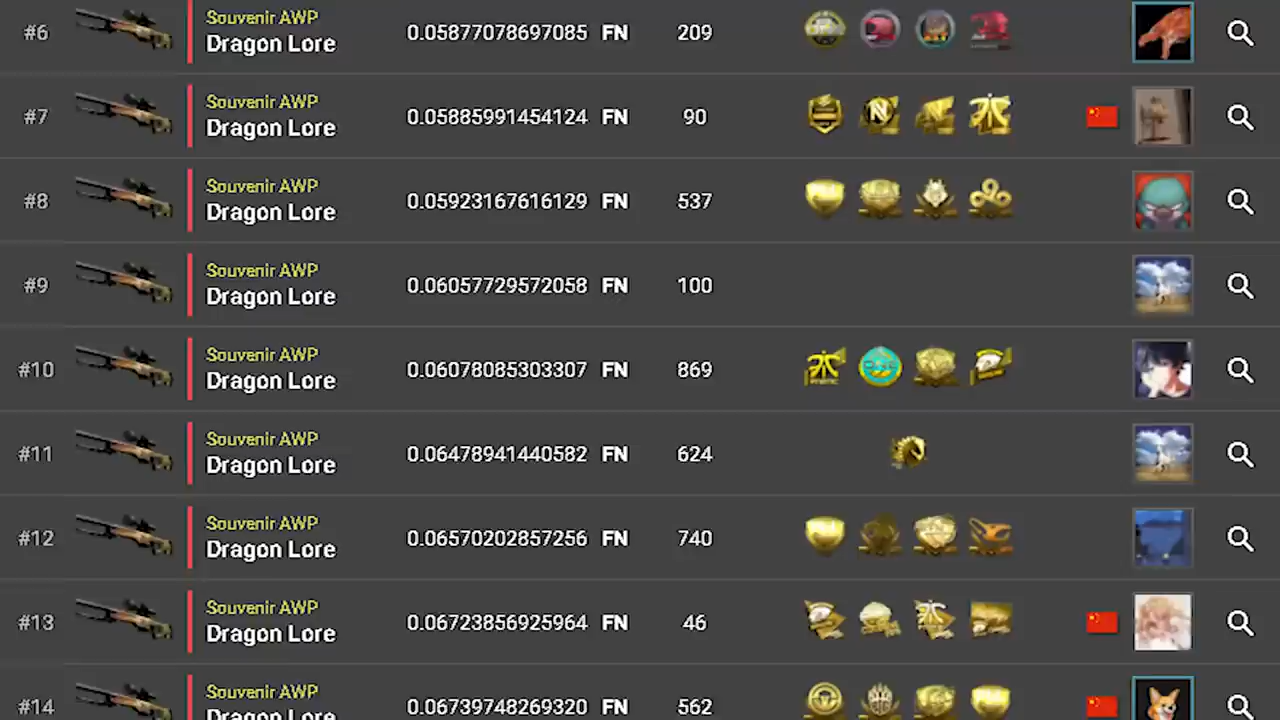 #6 Souvenir AWP 0.05877078697085 FN 209
Dragon Lore
#7 Souvenir AWP 0.05885991454124 FN 90
Dragon Lore
#8 Souvenir AWP 0.05923167616129 FN 537
Dragon Lore
#9 Souvenir AWP 0.06057729572058 FN 100
Dragon Lore
#10 Souvenir AWP 0.06078085303307 FN 869
Dragon Lore
#11 Souvenir AWP 0.06478941440582 FN 624
Dragon Lore
#12 Souvenir AWP 0.06570202857256 FN 740
Dragon Lore
#13 Souvenir AWP 0.06723856925964 FN 46
Dragon Lore
#14 Souvenir AWP 0.06739748269320 FN 562
Dragon Lore